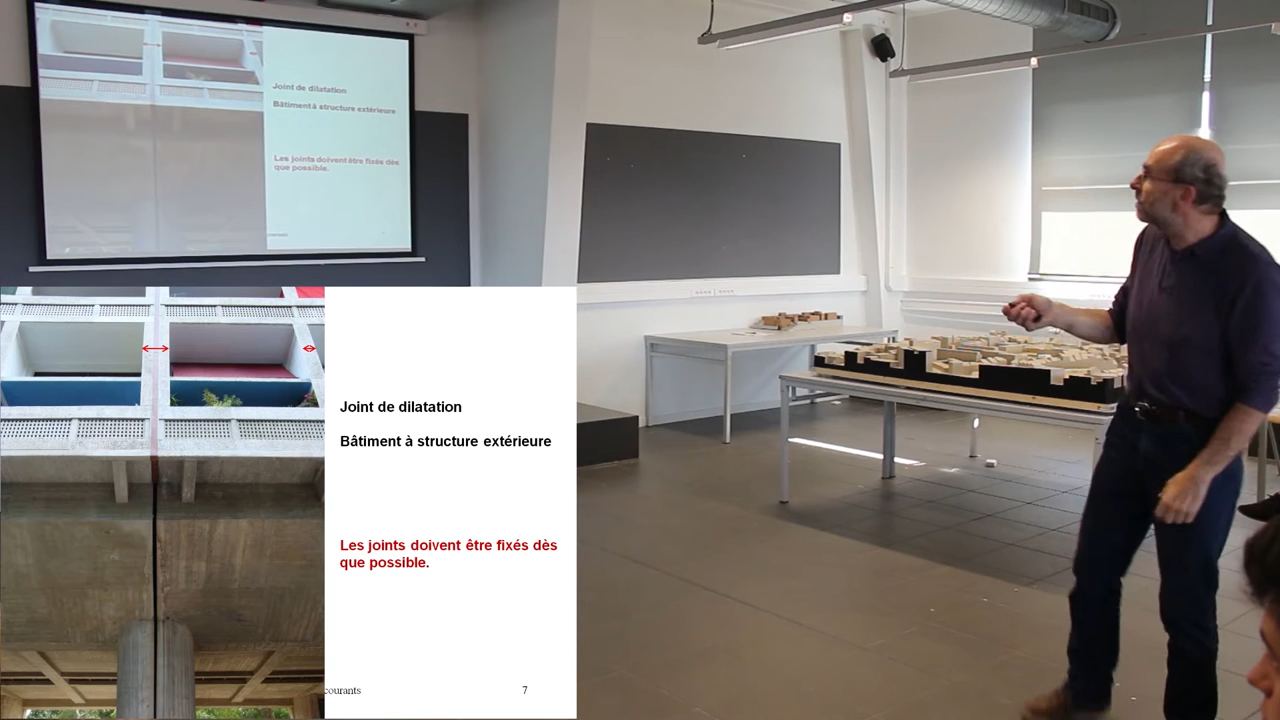 Joint de dilatation
Bâtiment à structure extérieure
Les joints doivent être fixés dès
que possible.
Joint de dilatation
Bâtiment à structure extérieure
Les joints doivent être fixés dès
que possible.
courants 7